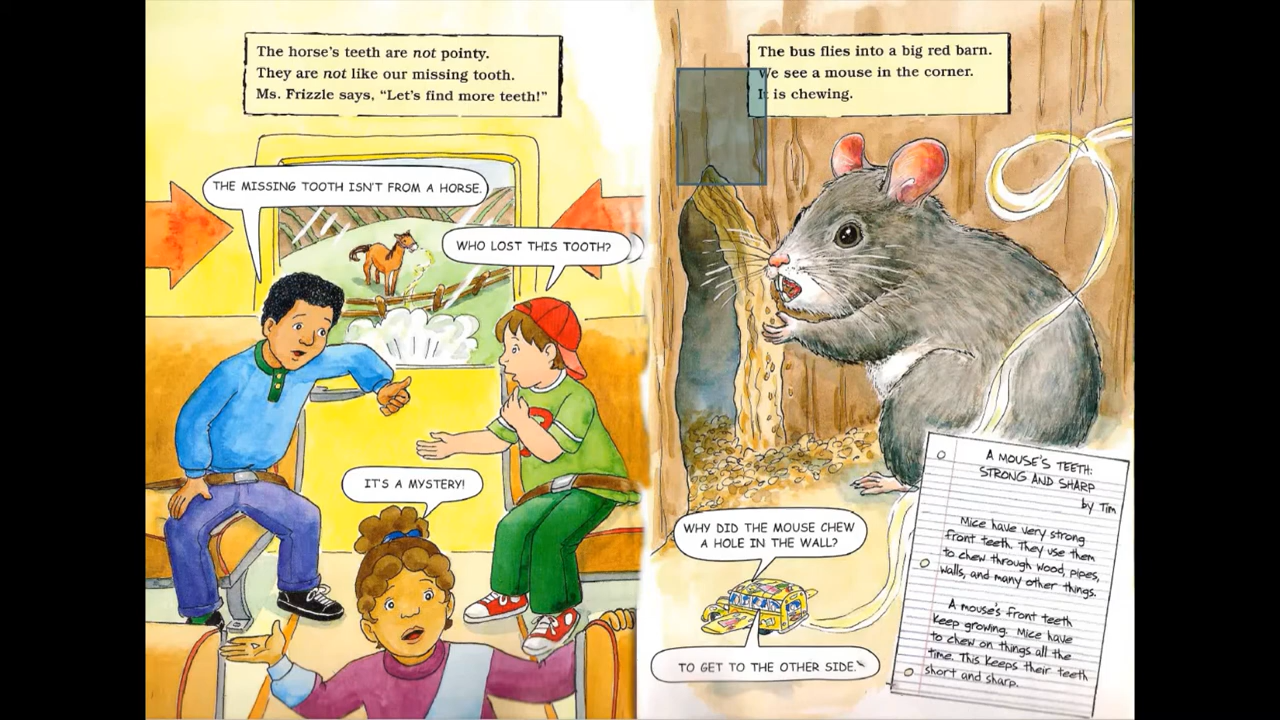 The horse's teeth are not pointy.
They are not like our missing tooth.
Ms. Frizzle says, “Let's find more teeth!”
THE MISSING TOOTH ISN'T FROM A HORSE.
WHO LOST THIS TOOTH?
IT'S A MYSTERY!
The bus flies into a big red barn.
We see a mouse in the corner.
It is chewing.
WHY DID THE MOUSE CHEW
A HOLE IN THE WALL?
TO GET TO THE OTHER SIDE.
A MOUSE'S TEETH:
STRONG AND SHARP
by Tim
Mice have very strong
front teeth. They use them
to chew through wood, pipes,
walls, and many other things.
A mouse's front teeth
keep growing. Mice have
to chew on things all the
time. This keeps their teeth
short and sharp.